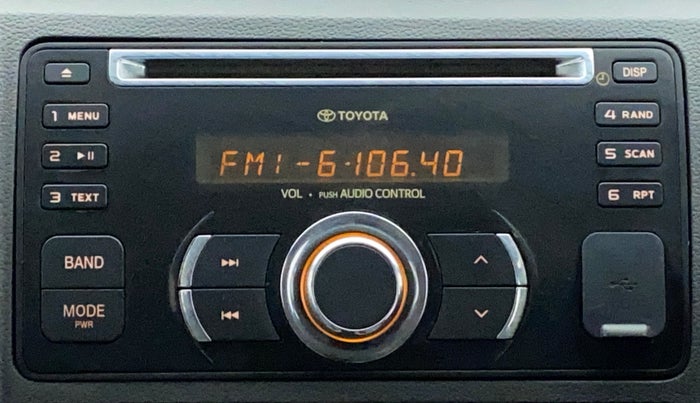 DISP
1 MENU
TOYOTA
4 RAND
2
FM1-6-106.40
5 SCAN
3 TEXT
VOL • PUSH AUDIO CONTROL
6 RPT
BAND
MODE
PWR